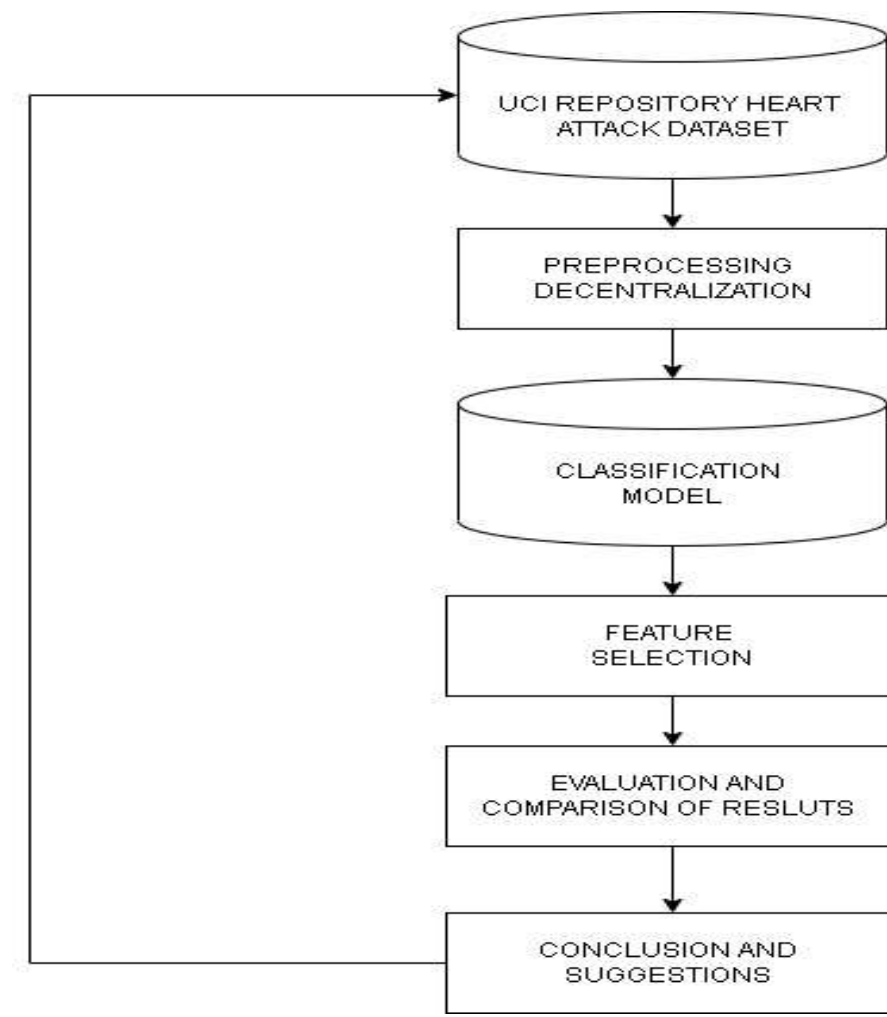 UCI REPOSITORY HEART
ATTACK DATASET
PREPROCESSING
DECENTRALIZATION
CLASSIFICATION
MODEL
FEATURE
SELECTION
EVALUATION AND
COMPARISON OF RESLUTS
CONCLUSION AND
SUGGESTIONS